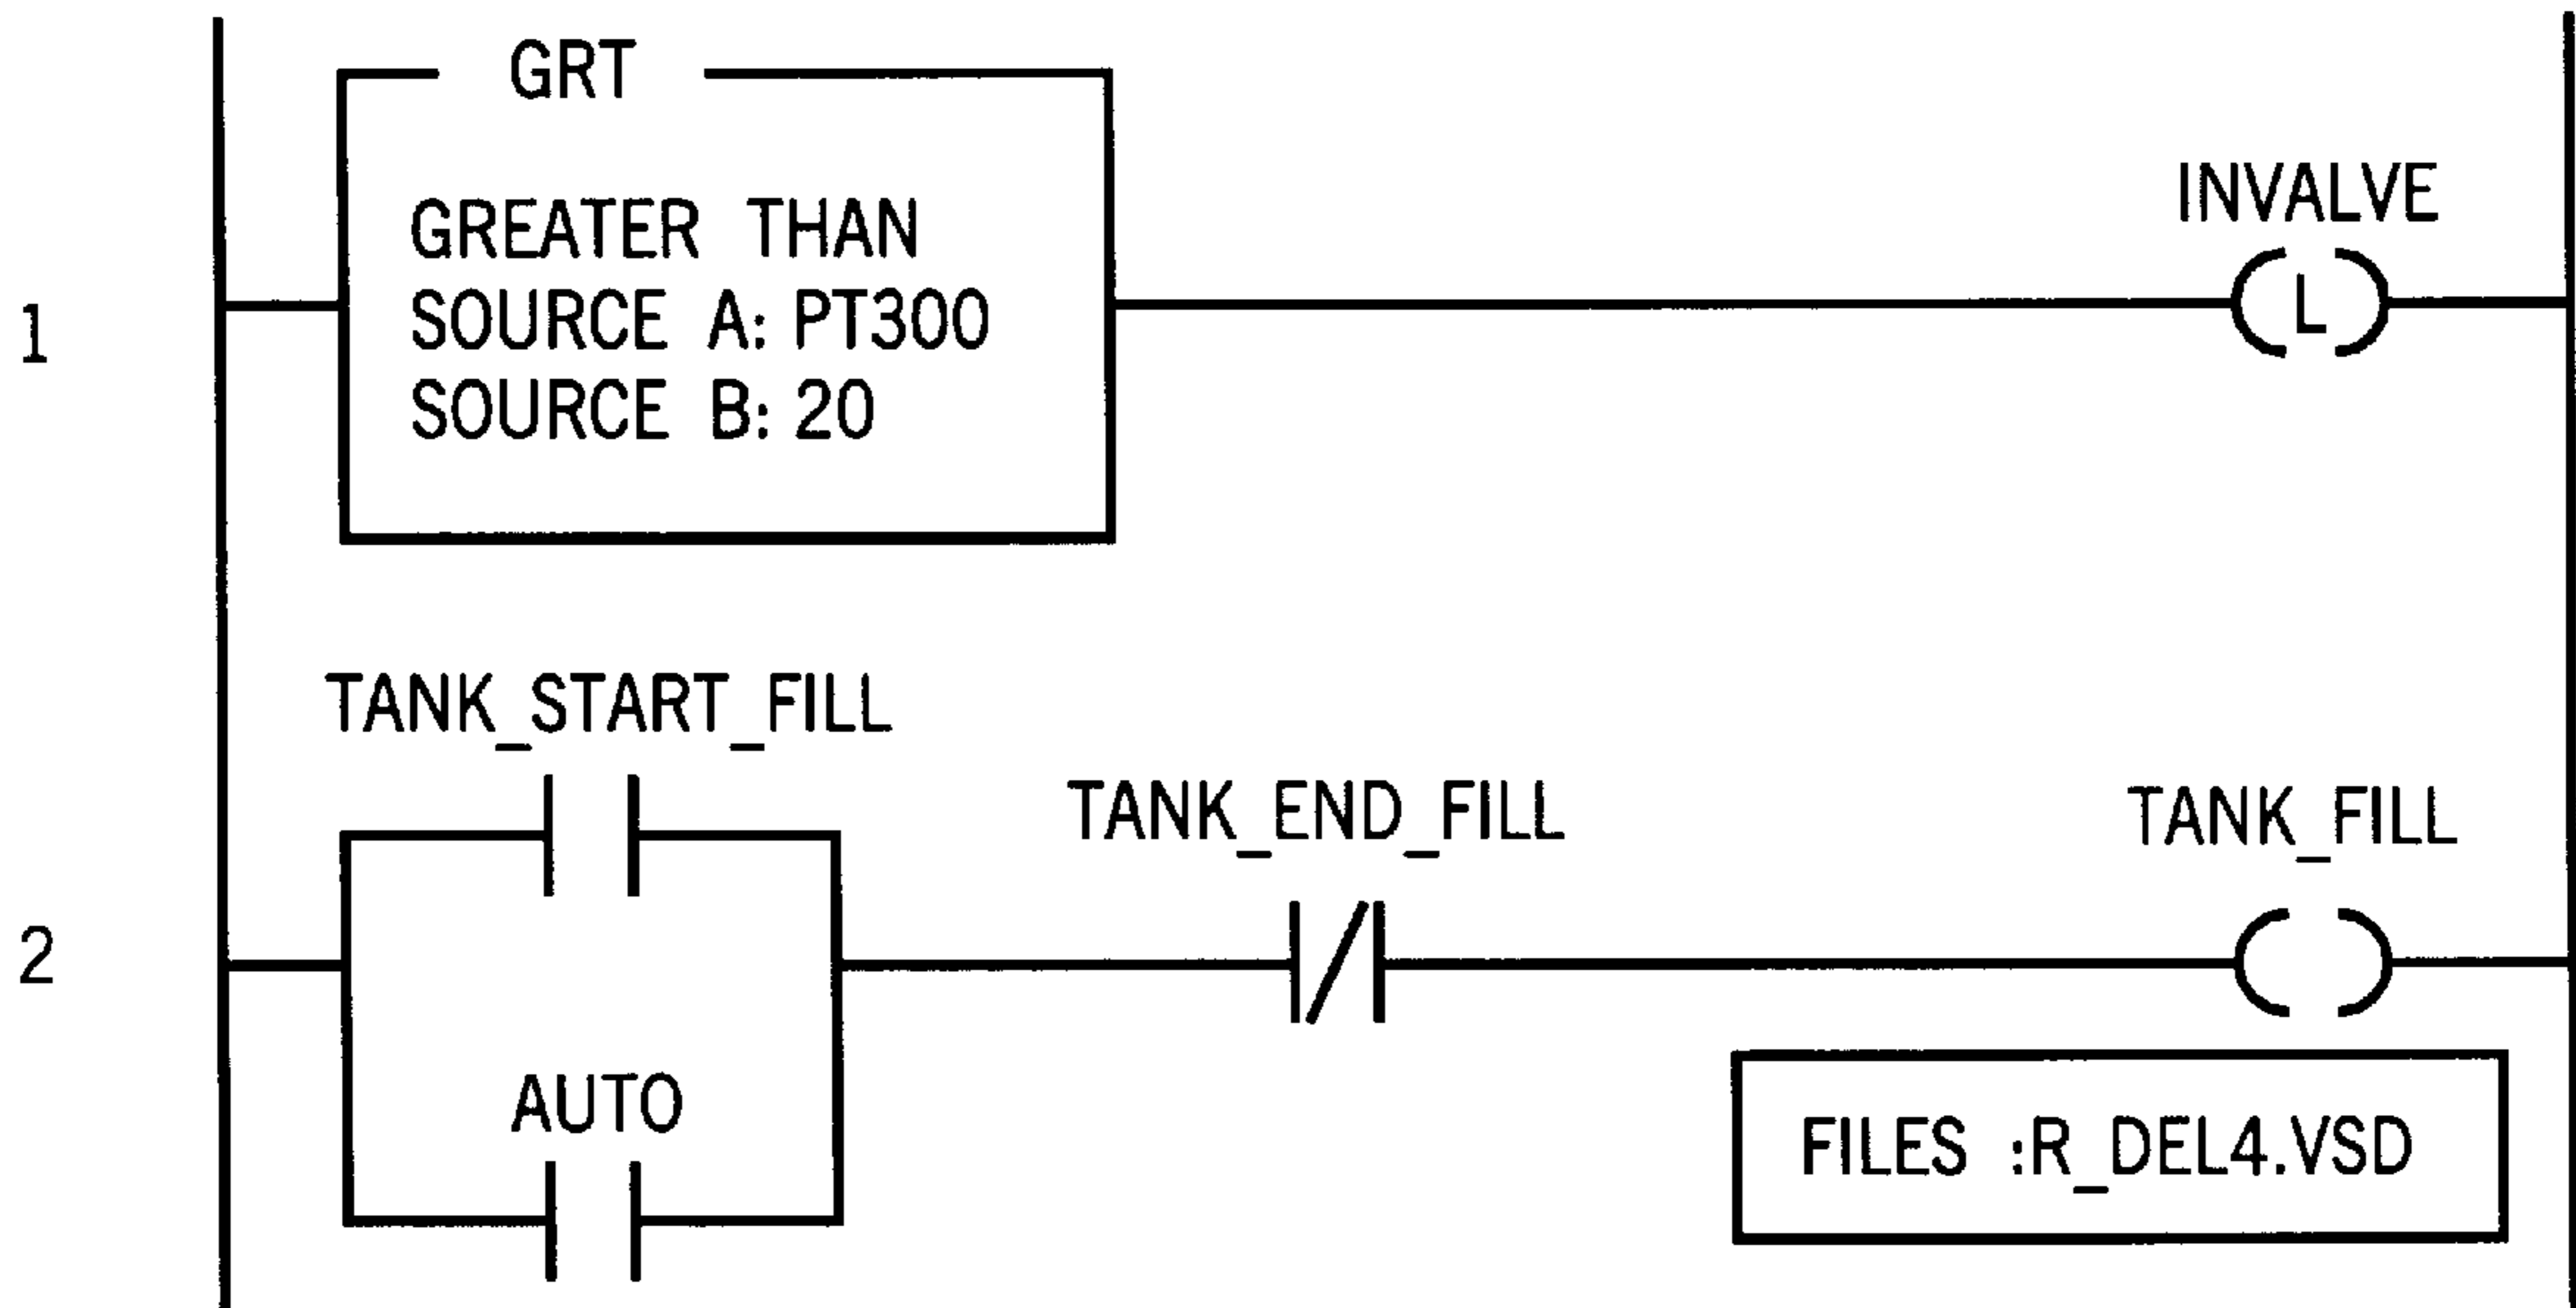 GRT
GREATER THAN
SOURCE A: PT300
SOURCE B: 20
INVALVE
L
1
TANK_START_FILL
TANK_END_FILL
TANK_FILL
2
AUTO
FILES :R_DEL4.VSD